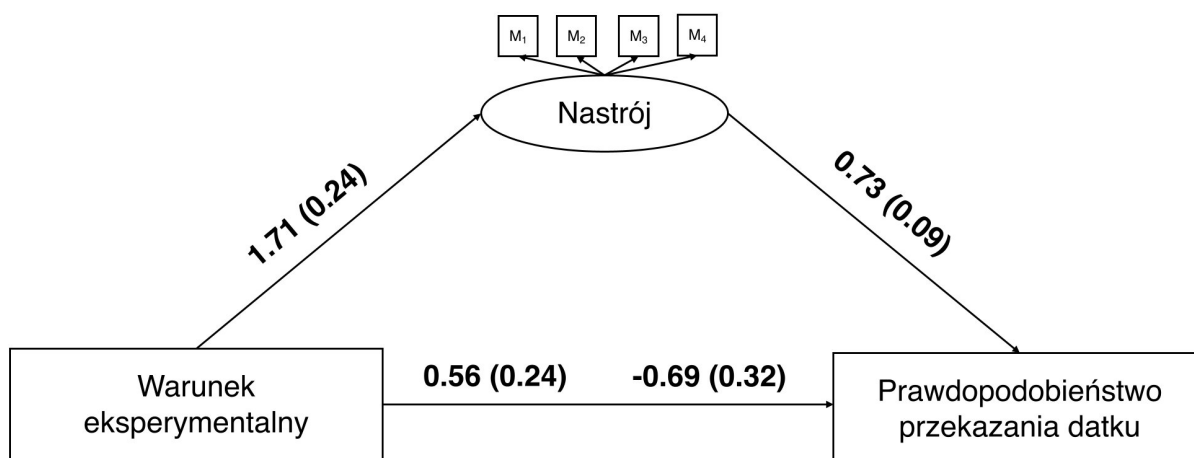 M₁ M₂ M₃ M₄
Nastrój
1.71 (0.24)
0.73 (0.09)
0.56 (0.24) -0.69 (0.32)
Warunek
eksperymentalny
Prawdopodobieństwo
przekazania datku